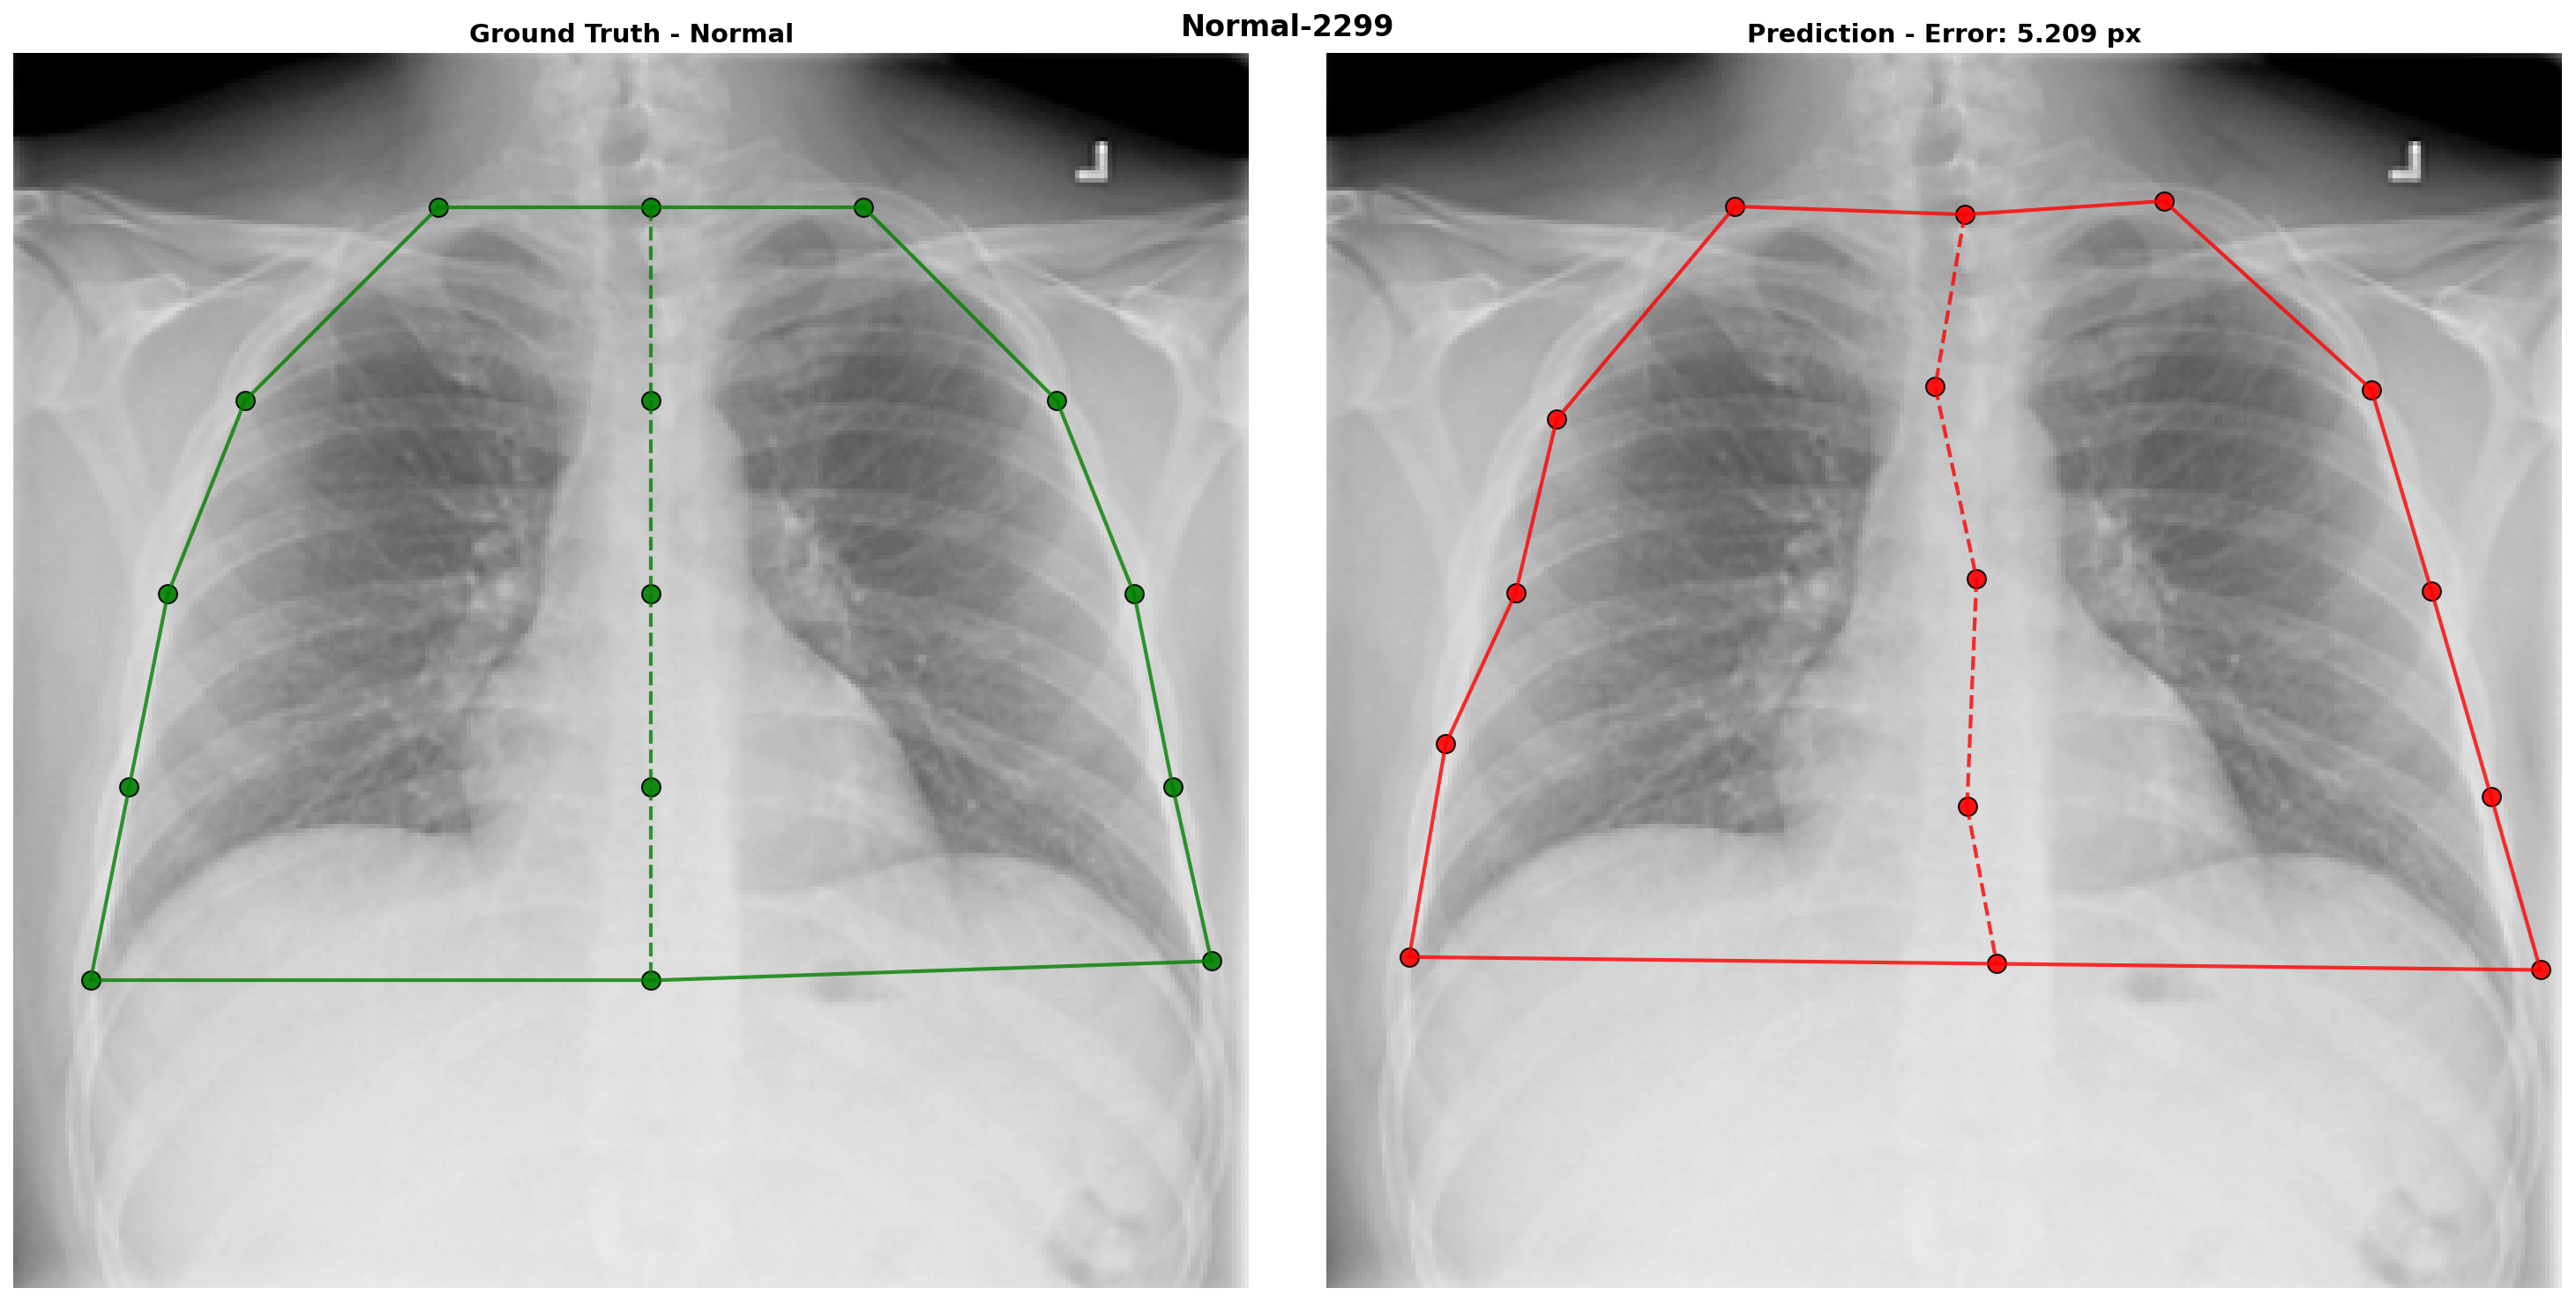 Normal-2299
Ground Truth - Normal
Prediction - Error: 5.209 px
L
L